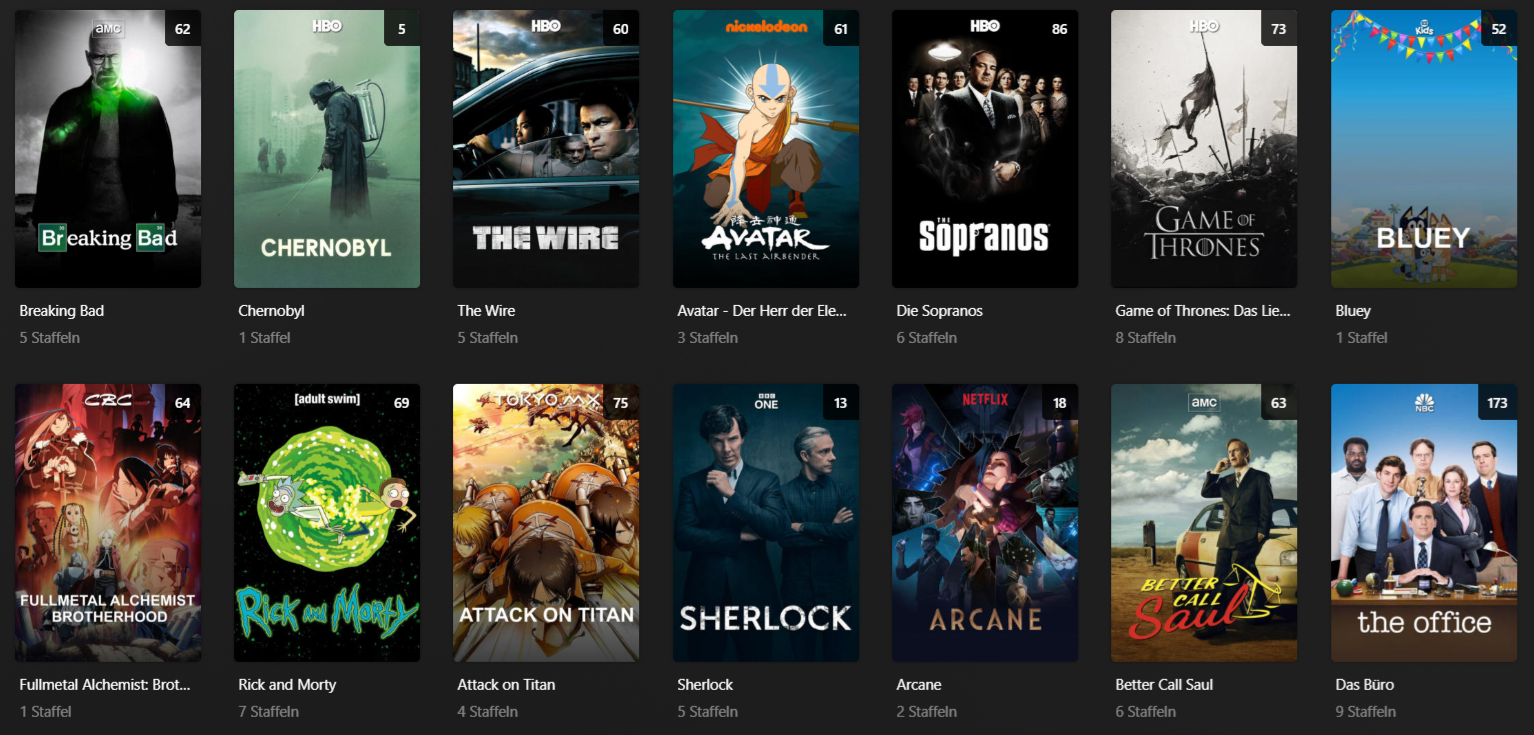 amc
62
HBO
5
HBO
60
nickelodeon
61
HBO
86
HBO
73
Kids
52
Breaking Bad
CHERNOBYL
THE WIRE
AVATAR
THE LAST AIRBENDER
THE
Sopranos
GAME OF
THRONES
BLUEY
Breaking Bad
5 Staffeln
Chernobyl
1 Staffel
The Wire
5 Staffeln
Avatar - Der Herr der Ele...
3 Staffeln
Die Sopranos
6 Staffeln
Game of Thrones: Das Lie...
8 Staffeln
Bluey
1 Staffel
CBC
64
[adult swim]
69
TOKYO MX
75
BBC
ONE
13
NETFLIX
18
amc
63
NBC
173
FULLMETAL ALCHEMIST
BROTHERHOOD
RICK AND MORTY
ATTACK ON TITAN
SHERLOCK
ARCANE
BETTER
CALL
Saul
the office
Fullmetal Alchemist: Brot...
1 Staffel
Rick and Morty
7 Staffeln
Attack on Titan
4 Staffeln
Sherlock
5 Staffeln
Arcane
2 Staffeln
Better Call Saul
6 Staffeln
Das Büro
9 Staffeln